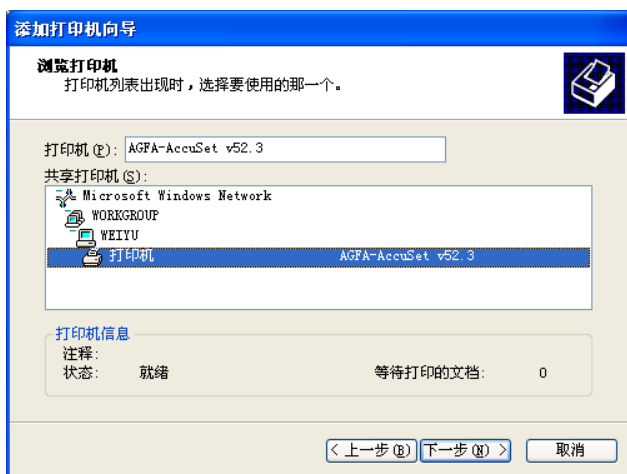 添加打印机向导
浏览打印机
打印机列表出现时，选择要使用的那一个。
打印机(P): AGFA-AccuSet v52.3
共享打印机(S):
Microsoft Windows Network
WORKGROUP
WEIYU
打印机 AGFA-AccuSet v52.3
打印机信息
注释:
状态: 就绪 等待打印的文档: 0
< 上一步(B) 下一步(N) > 取消